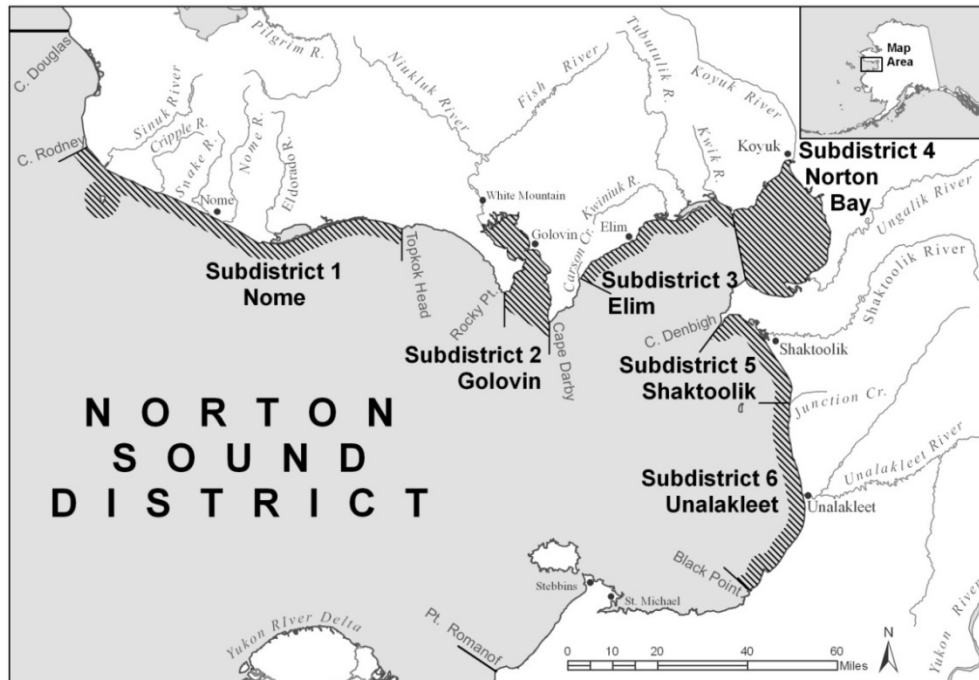 C. Douglas
Pilgrim R.
Niukluk River
Fish River
Tubutulik R.
Koyuk River
Map
Area
Sinuk River
Cripple R.
Snake R.
Nome R.
Eldorado R.
Kwik R.
Koyuk
C. Rodney
Nome
White Mountain
Kwiniuk R.
Subdistrict 4
Norton
Bay
Ungalik River
Golovin
Carson Cr.
Elim
Shaktoolik River
Subdistrict 1
Nome
Topkok Head
Rocky Pt.
Subdistrict 3
Elim
C. Denbigh
Subdistrict 2
Golovin
Cape Darby
Shaktoolik
Subdistrict 5
Shaktoolik
Junction Cr.
NORTON
SOUND
DISTRICT
Unalakleet River
Subdistrict 6
Unalakleet
Unalakleet
Black Point
Stebbins
St. Michael
Yukon RIver Delta
Pt. Romanof
Yukon River
N
0 10 20 40 60
Miles